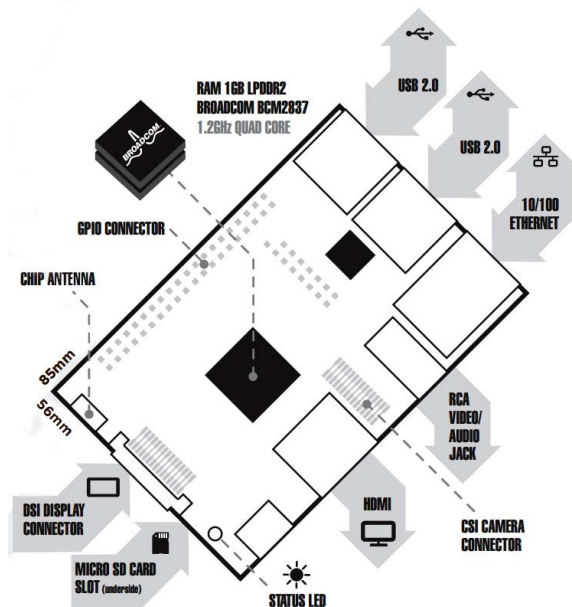 RAM 1GB LPDDR2
BROADCOM BCM2837
1.2GHz QUAD CORE
USB 2.0
USB 2.0
10/100
ETHERNET
BROADCOM
GPIO CONNECTOR
CHIP ANTENNA
85mm
56mm
RCA
VIDEO/
AUDIO
JACK
DSI DISPLAY
CONNECTOR
HDMI
CSI CAMERA
CONNECTOR
MICRO SD CARD
SLOT (underside)
STATUS LED